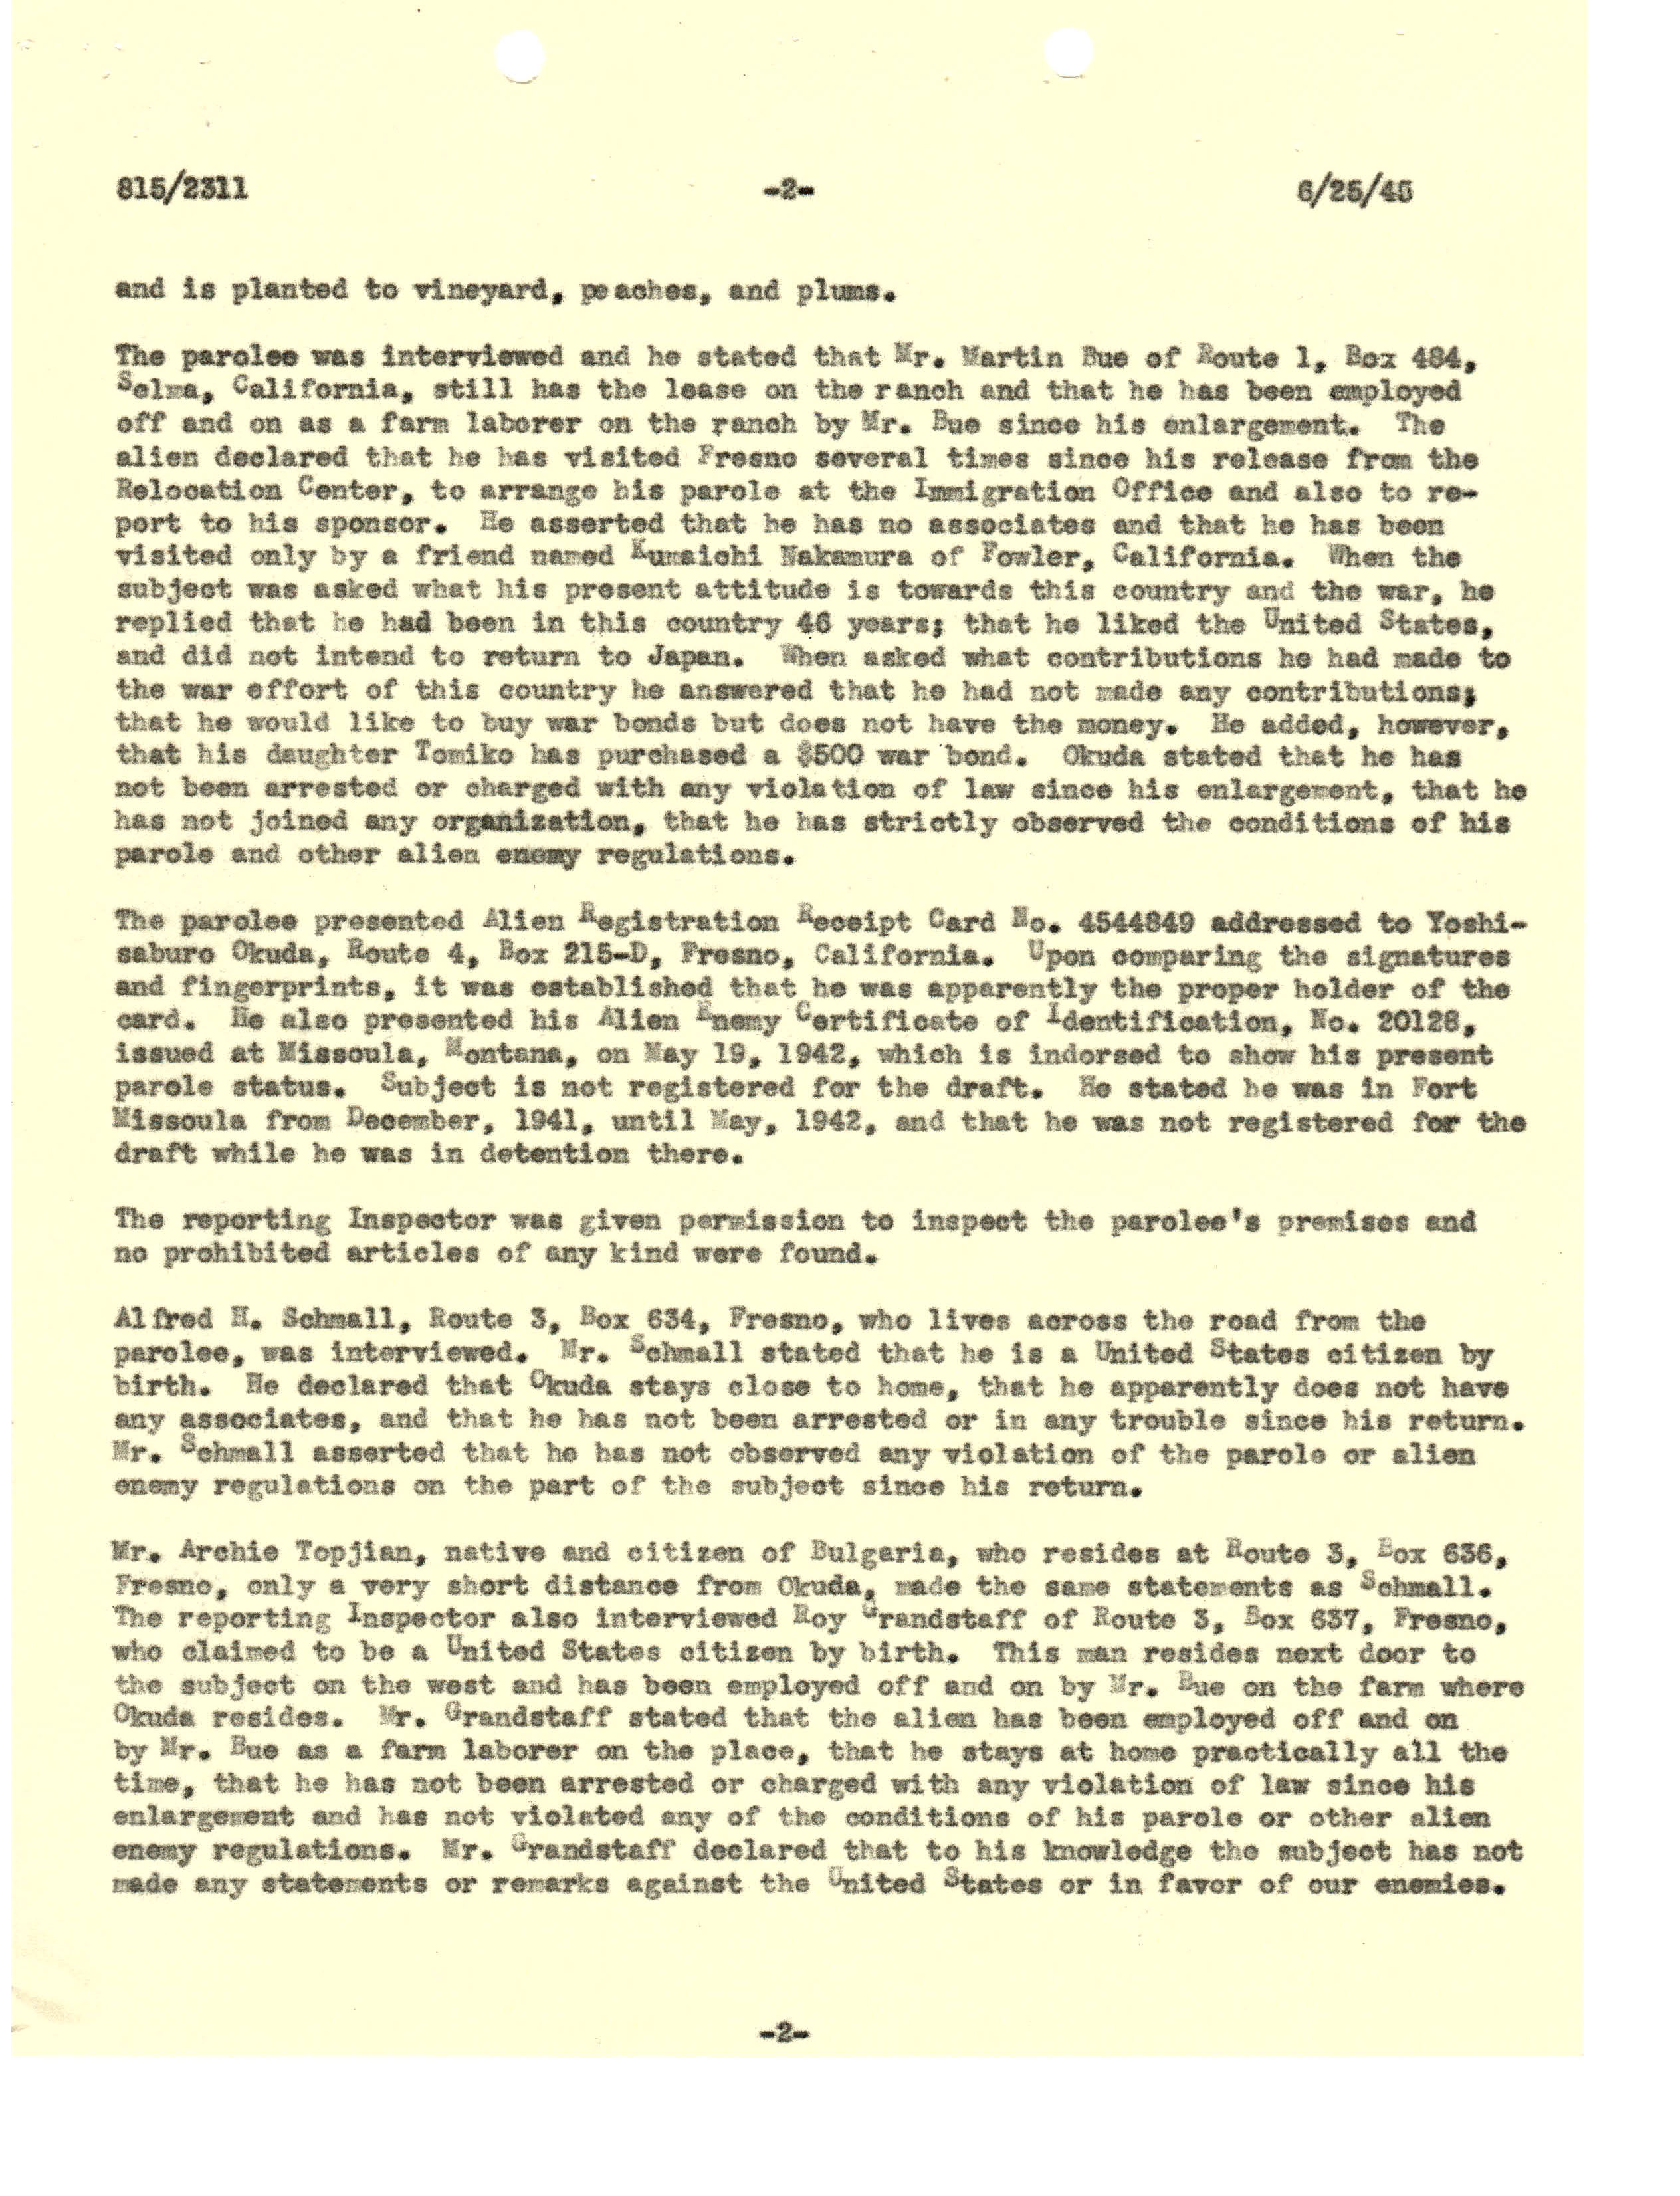 815/2311 -2- 6/25/45
and is planted to vineyard, peaches, and plums.
The parolee was interviewed and he stated that Mr. Martin Bue of Route 1, Box 484,
Selma, California, still has the lease on the ranch and that he has been employed
off and on as a farm laborer on the ranch by Mr. Bue since his enlargement. The
alien declared that he has visited Fresno several times since his release from the
Relocation Center, to arrange his parole at the Immigration Office and also to re-
port to his sponsor. He asserted that he has no associates and that he has been
visited only by a friend named Kumaichi Nakamura of Fowler, California. When the
subject was asked what his present attitude is towards this country and the war, he
replied that he had been in this country 46 years; that he liked the United States,
and did not intend to return to Japan. When asked what contributions he had made to
the war effort of this country he answered that he had not made any contributions;
that he would like to buy war bonds but does not have the money. He added, however,
that his daughter Tomiko has purchased a $500 war bond. Okuda stated that he has
not been arrested or charged with any violation of law since his enlargement, that he
has not joined any organization, that he has strictly observed the conditions of his
parole and other alien enemy regulations.
The parolee presented Alien Registration Receipt Card No. 4544849 addressed to Yoshi-
saburo Okuda, Route 4, Box 215-D, Fresno, California. Upon comparing the signatures
and fingerprints, it was established that he was apparently the proper holder of the
card. He also presented his Alien Enemy Certificate of Identification, No. 20128,
issued at Missoula, Montana, on May 19, 1942, which is indorsed to show his present
parole status. Subject is not registered for the draft. He stated he was in Fort
Missoula from December, 1941, until May, 1942, and that he was not registered for the
draft while he was in detention there.
The reporting Inspector was given permission to inspect the parolee's premises and
no prohibited articles of any kind were found.
Alfred H. Schmall, Route 3, Box 634, Fresno, who lives across the road from the
parolee, was interviewed. Mr. Schmall stated that he is a United States citizen by
birth. He declared that Okuda stays close to home, that he apparently does not have
any associates, and that he has not been arrested or in any trouble since his return.
Mr. Schmall asserted that he has not observed any violation of the parole or alien
enemy regulations on the part of the subject since his return.
Mr. Archie Topjian, native and citizen of Bulgaria, who resides at Route 3, Box 636,
Fresno, only a very short distance from Okuda, made the same statements as Schmall.
The reporting Inspector also interviewed Roy Grandstaff of Route 3, Box 637, Fresno,
who claimed to be a United States citizen by birth. This man resides next door to
the subject on the west and has been employed off and on by Mr. Bue on the farm where
Okuda resides. Mr. Grandstaff stated that the alien has been employed off and on
by Mr. Bue as a farm laborer on the place, that he stays at home practically all the
time, that he has not been arrested or charged with any violation of law since his
enlargement and has not violated any of the conditions of his parole or other alien
enemy regulations. Mr. Grandstaff declared that to his knowledge the subject has not
made any statements or remarks against the United States or in favor of our enemies.
-2-